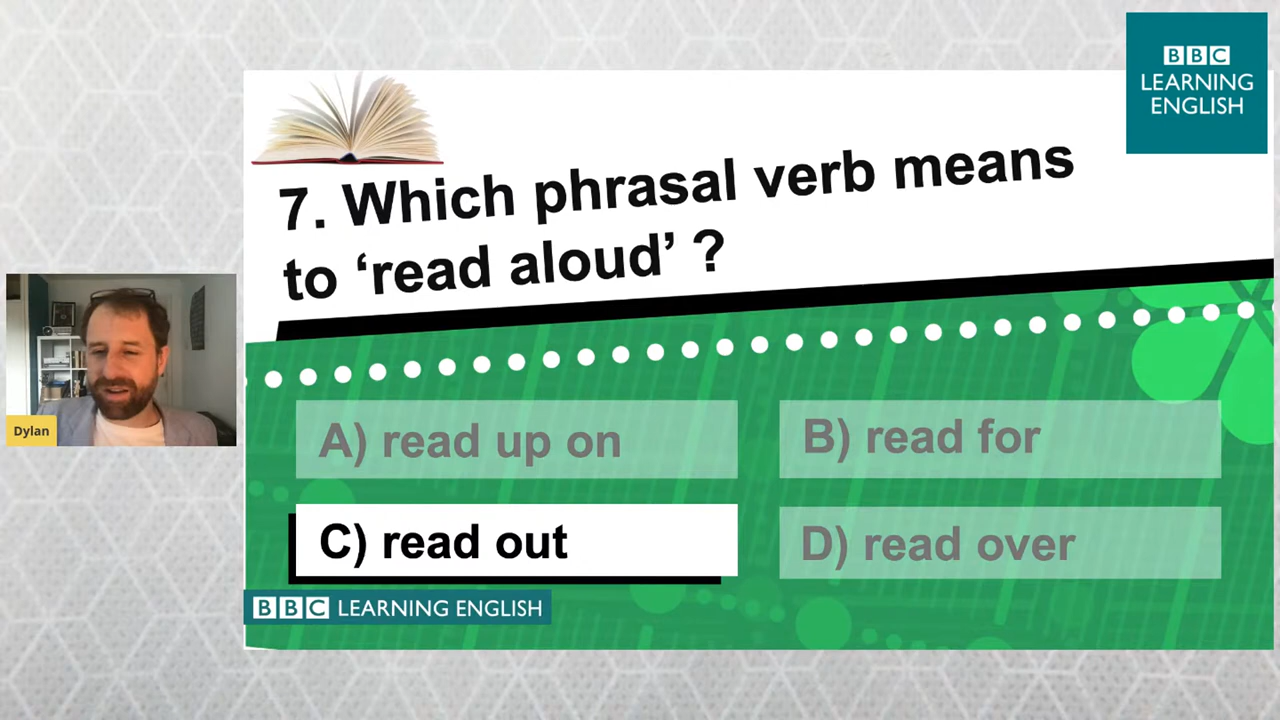 BBC
LEARNING
ENGLISH
7. Which phrasal verb means
to ‘read aloud’ ?
Dylan
A) read up on
B) read for
C) read out
D) read over
BBC LEARNING ENGLISH